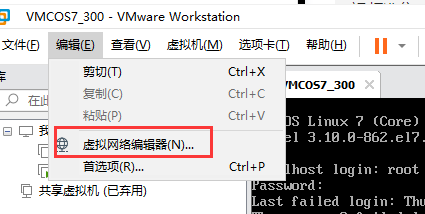 VMCOS7_300 - VMware Workstation
文件(F) 编辑(E) 查看(V) 虚拟机(M) 选项卡(T) 帮助(H)
库
剪切(T) Ctrl+X
复制(C) Ctrl+C
粘贴(P) Ctrl+V
虚拟网络编辑器(N)...
首选项(R)... Ctrl+P
在此
共享虚拟机 (已弃用)
VMCOS7_300
OS Linux 7 (Core)
el 3.10.0-862.el7.
lhost login: root
Password:
Last failed login: Thu